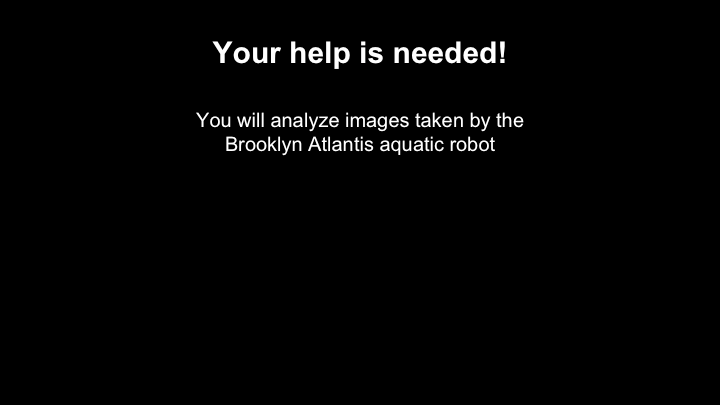 Your help is needed!
You will analyze images taken by the
Brooklyn Atlantis aquatic robot